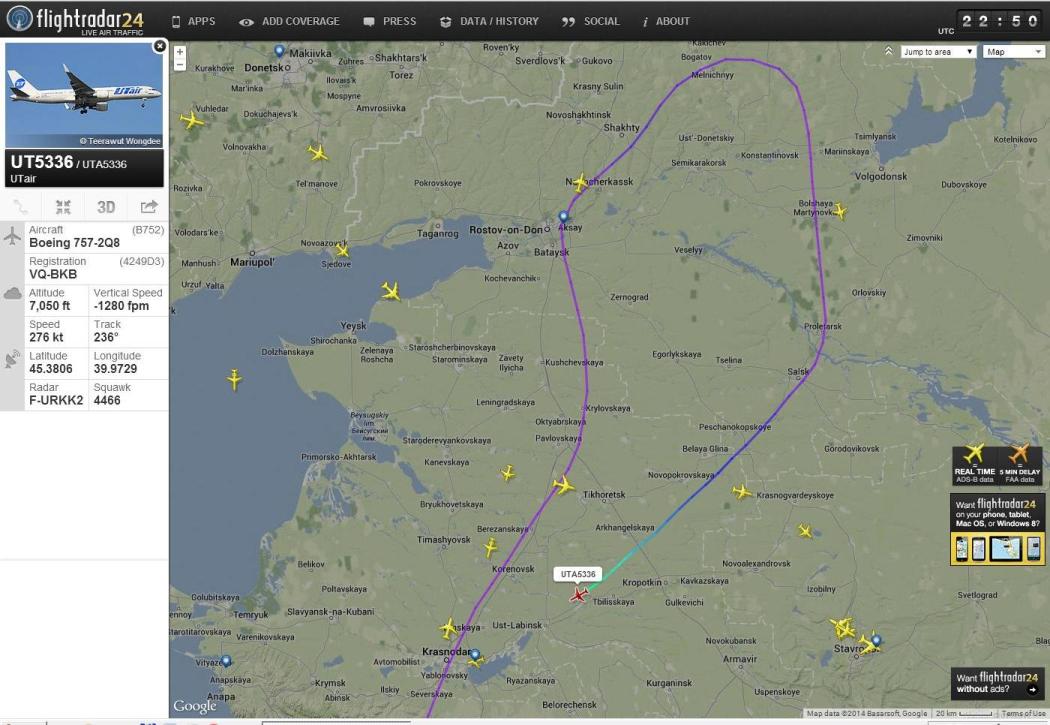 flightradar24
LIVE AIR TRAFFIC
APPS
ADD COVERAGE
PRESS
DATA / HISTORY
SOCIAL
ABOUT
UTC 22:50
© Teerawut Wongdee
UT5336 / UTA5336
UTair
3D
Aircraft (B752)
Boeing 757-2Q8
Registration (4249D3)
VQ-BKB
Altitude
7,050 ft
Vertical Speed
-1280 fpm
Speed
276 kt
Track
236°
Latitude
45.3806
Longitude
39.9729
Radar
F-URKK2
Squawk
4466
Jump to area
Map
Roven'ky
Kakichev
Makiivka
Zuhres
Shakhtars'k
Sverdlovs'k
Gukovo
Bogatov
Kurakhove
Donetsk
Torez
Melnichnyy
Mar'inka
Ilovais'k
Krasny Sulin
Mospyne
Vuhledar
Dokuchajevs'k
Amvrosiivka
Novoshakhtinsk
Shakhty
Ust'-Donetskiy
Tsimlyansk
Kotelnikovo
Volnovakha
Konstantinovsk
Mariinskaya
Semikarakorsk
Volgodonsk
Rozivka
Tel'manove
Pokrovskoye
Dubovskoye
Bolshaya
Martynovka
Volodars'ke
Taganrog
Rostov-on-Don
Aksay
Novoazovs'k
Azov
Bataysk
Veselyy
Zimovniki
Manhush
Mariupol'
Sjedove
Urzuf
Yalta
Kochevanchik
Zernograd
Orlovskiy
Yeysk
Shirochanka
Proletarsk
Dolzhanskaya
Zelenaya
Roshcha
Staroshcherbinovskaya
Starominskaya
Zavety
Ilyicha
Kushchevskaya
Egorlykskaya
Tselina
Salsk
Leningradskaya
Krylovskaya
Beysugskiy
lim
Бейсугский
лим.
Oktyabrskaya
Peschanokopskoye
Staroderevyankovskaya
Pavlovskaya
Belaya Glina
Gorodovikovsk
Primorsko-Akhtarsk
Kanevskaya
Novopokrovskaya
Tikhoretsk
Krasnogvardeyskoye
Bryukhovetskaya
Arkhangelskaya
Berezanskaya
Timashyovsk
Korenovsk
Novoalexandrovsk
Belikov
UTA5336
Kropotkin
Kavkazskaya
Poltavskaya
Tbilisskaya
Gulkevichi
Izobilny
Svetlograd
Golubitskaya
Temryuk
Slavyansk-na-Kubani
Ust-Labinsk
Starotitarovskaya
Varenikovskaya
Krasnodar
Novokubansk
Vityazevo
Avtomobilist
Yablonovsky
Armavir
Anapskaya
Ryazanskaya
Anapa
Krymsk
Abinsk
Ilskiy
Severskaya
Kurganinsk
Uspenskoye
Belorechensk
REAL TIME
ADS-B data
5 MIN DELAY
FAA data
Want flightradar24
on your phone, tablet,
Mac OS, or Windows 8?
Want flightradar24
without ads?
Google
Map data ©2014 Basarsoft, Google
20 km
Terms of Use